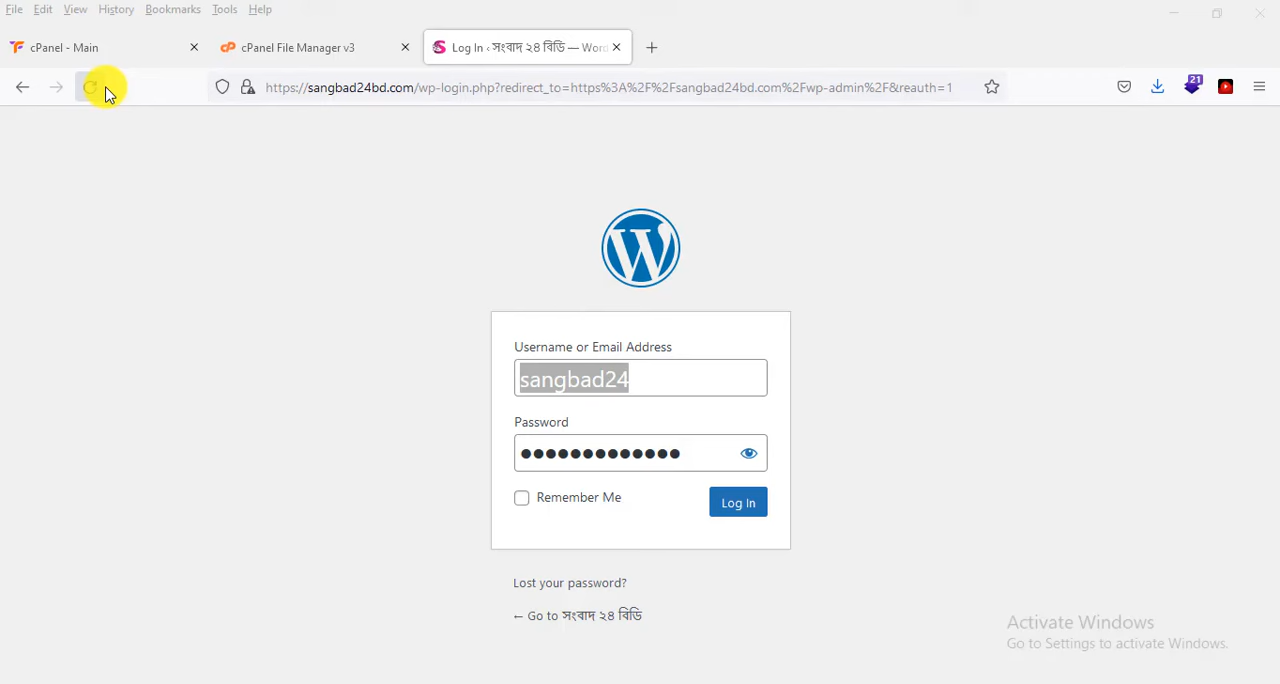 File Edit View History Bookmarks Tools Help
cPanel - Main
cPanel File Manager v3
Log In ‹ সংবাদ ২৪ বিডি — Word
https://sangbad24bd.com/wp-login.php?redirect_to=https%3A%2F%2Fsangbad24bd.com%2Fwp-admin%2F&reauth=1
21
Username or Email Address
sangbad24
Password
Remember Me
Log In
Lost your password?
← Go to সংবাদ ২৪ বিডি
Activate Windows
Go to Settings to activate Windows.